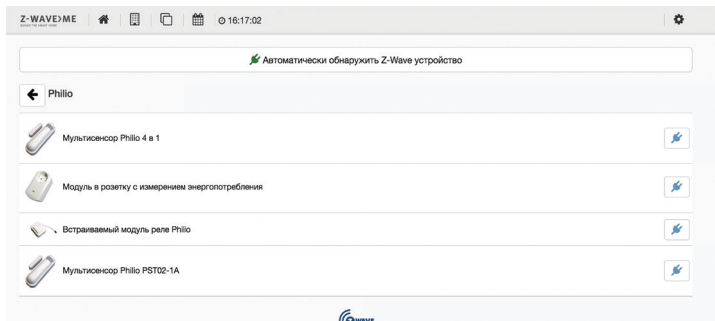 Z-WAVE>ME
16:17:02
Автоматически обнаружить Z-Wave устройство
Philio
Мультисенсор Philio 4 в 1
Модуль в розетку с измерением энергопотребления
Встраиваемый модуль реле Philio
Мультисенсор Philio PST02-1A